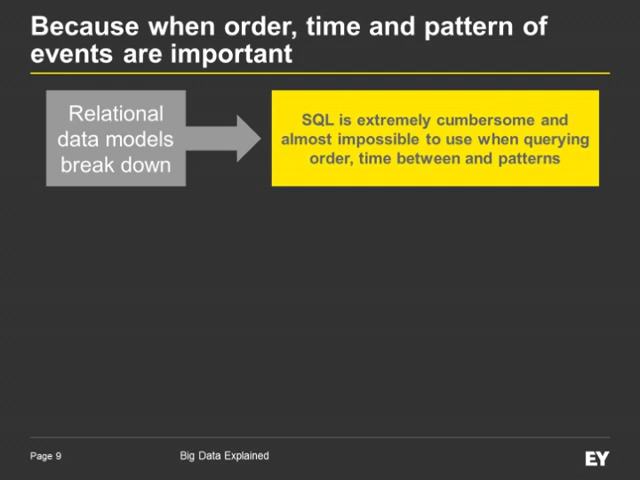 Because when order, time and pattern of
events are important
Relational
data models
break down
SQL is extremely cumbersome and
almost impossible to use when querying
order, time between and patterns
Page 9
Big Data Explained
EY